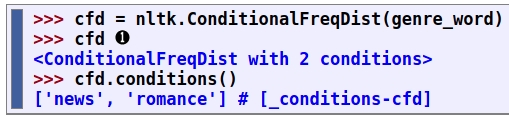 >>> cfd = nltk.ConditionalFreqDist(genre_word)
>>> cfd ❶
<ConditionalFreqDist with 2 conditions>
>>> cfd.conditions()
['news', 'romance'] # [_conditions-cfd]